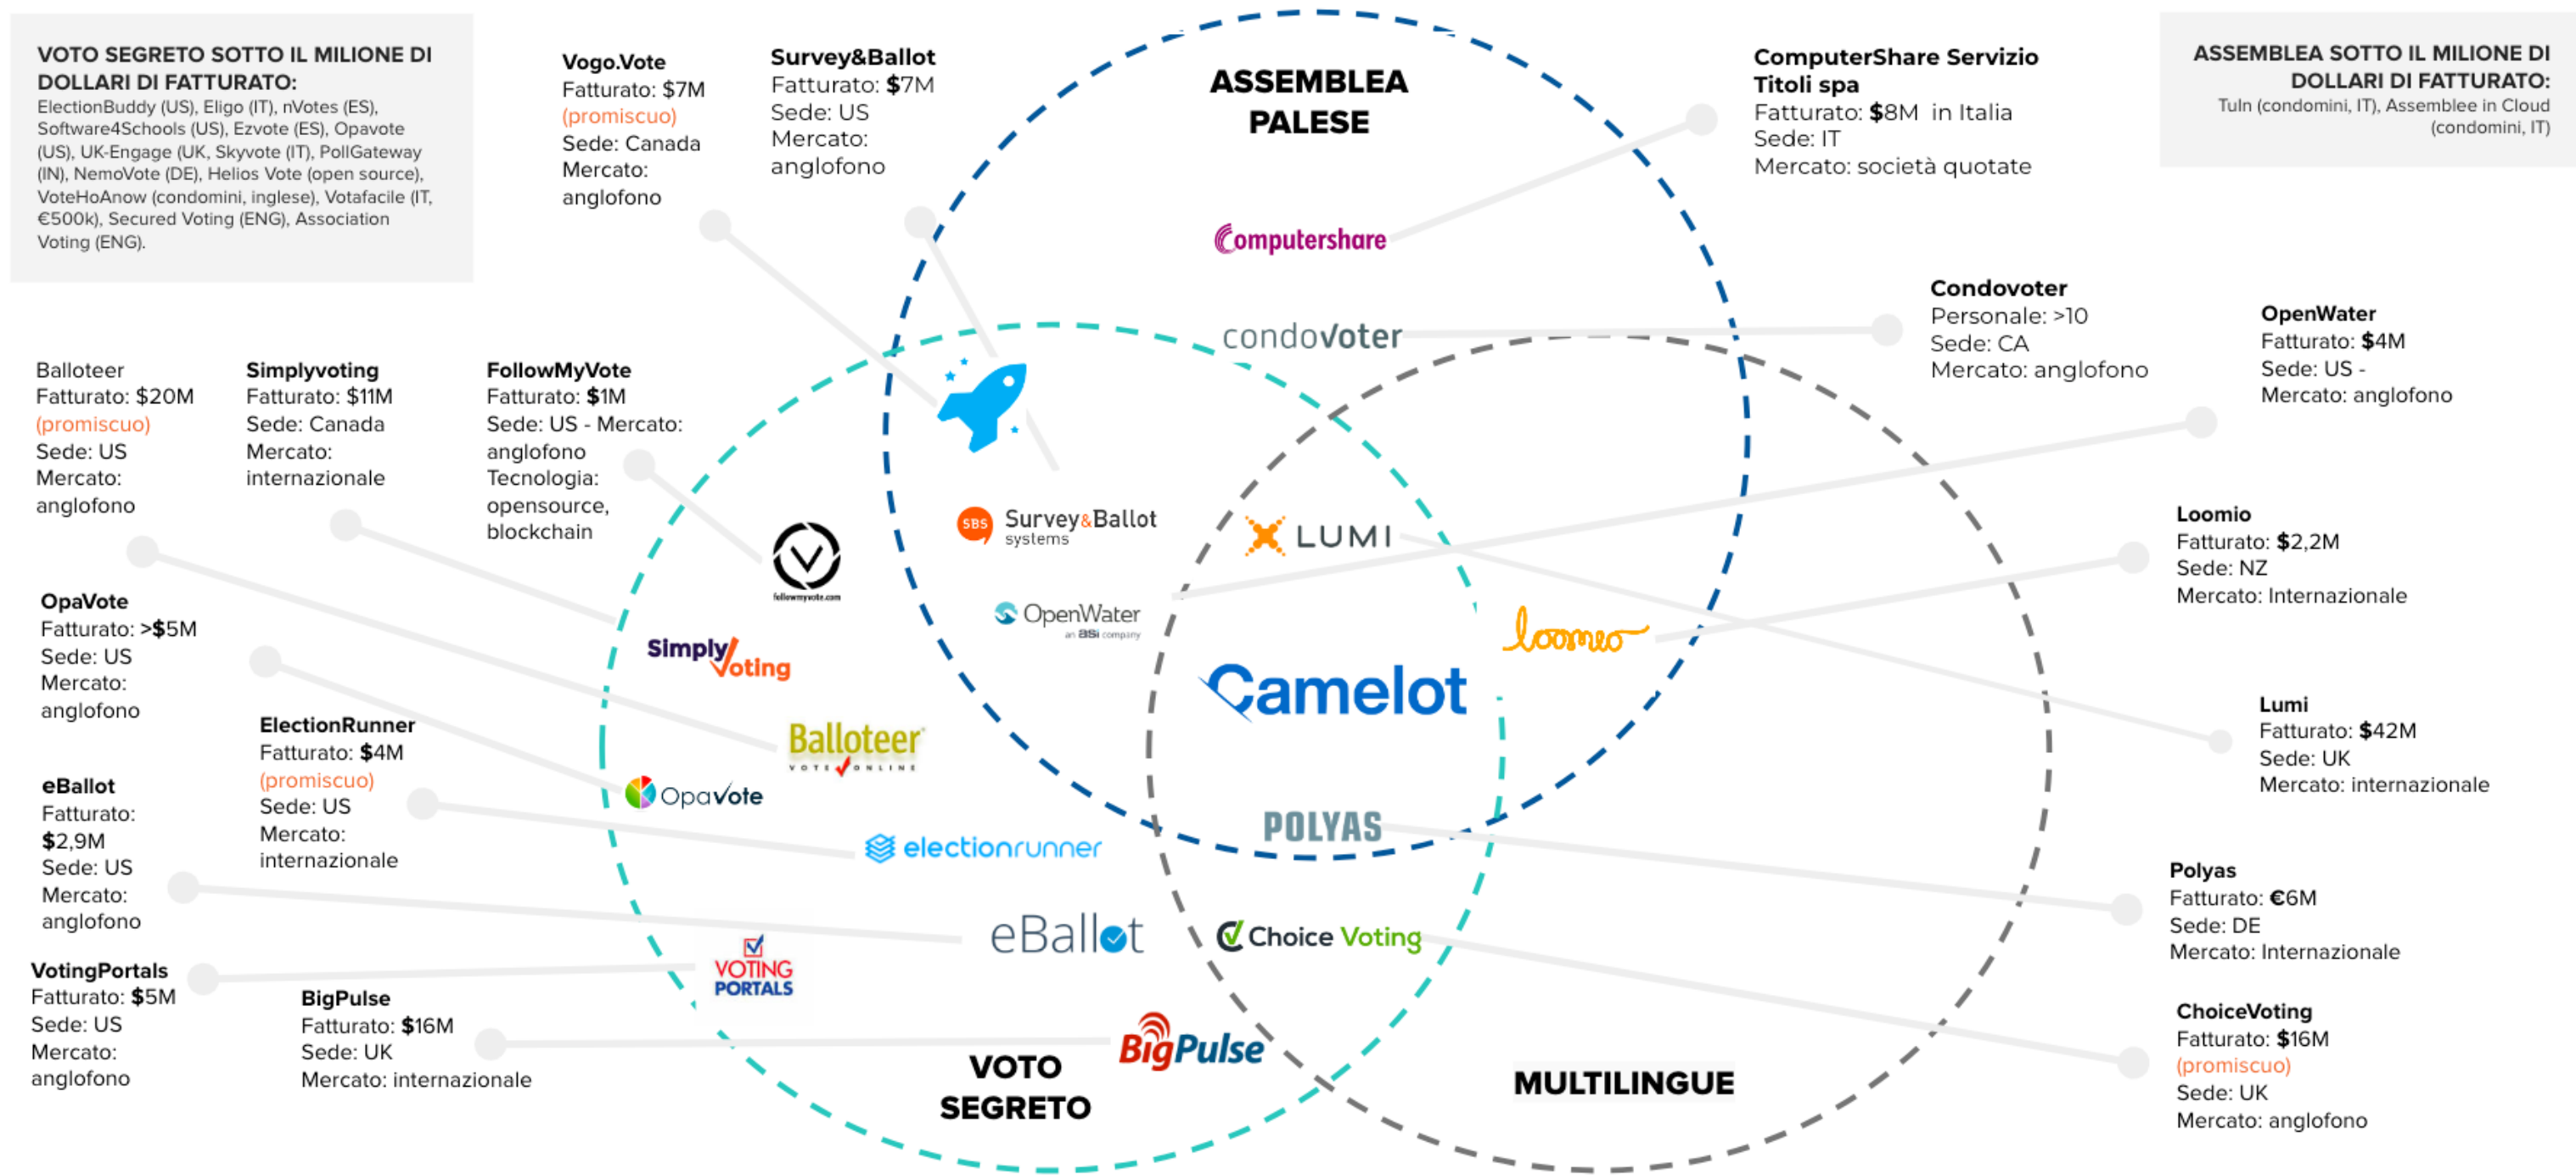 VOTO SEGRETO SOTTO IL MILIONE DI
DOLLARI DI FATTURATO:
ElectionBuddy (US), Eligo (IT), nVotes (ES),
Software4Schools (US), Ezvote (ES), Opavote
(US), UK-Engage (UK, Skyvote (IT), PollGateway
(IN), NemoVote (DE), Helios Vote (open source),
VoteHoAnow (condomini, inglese), Votafacile (IT,
€500k), Secured Voting (ENG), Association
Voting (ENG).
Vogo.Vote
Fatturato: $7M
(promiscuo)
Sede: Canada
Mercato:
anglofono
Survey&Ballot
Fatturato: $7M
Sede: US
Mercato:
anglofono
ASSEMBLEA
PALESE
ComputerShare Servizio
Titoli spa
Fatturato: $8M in Italia
Sede: IT
Mercato: società quotate
ASSEMBLEA SOTTO IL MILIONE DI
DOLLARI DI FATTURATO:
TuIn (condomini, IT), Assemblee in Cloud
(condomini, IT)
Computershare
condovoter
Condovoter
Personale: >10
Sede: CA
Mercato: anglofono
OpenWater
Fatturato: $4M
Sede: US -
Mercato: anglofono
Balloteer
Fatturato: $20M
(promiscuo)
Sede: US
Mercato:
anglofono
Simplyvoting
Fatturato: $11M
Sede: Canada
Mercato:
internazionale
FollowMyVote
Fatturato: $1M
Sede: US - Mercato:
anglofono
Tecnologia:
opensource,
blockchain
followmyvote.com
SBS Survey&Ballot
systems
LUMI
OpenWater
an asi company
Loomio
Fatturato: $2,2M
Sede: NZ
Mercato: Internazionale
OpaVote
Fatturato: >$5M
Sede: US
Mercato:
anglofono
Simply
Voting
loomio
Camelot
Lumi
Fatturato: $42M
Sede: UK
Mercato: internazionale
ElectionRunner
Fatturato: $4M
(promiscuo)
Sede: US
Mercato:
internazionale
Balloteer
VOTE ONLINE
OpaVote
eBallot
Fatturato:
$2,9M
Sede: US
Mercato:
anglofono
electionrunner
POLYAS
Polyas
Fatturato: €6M
Sede: DE
Mercato: Internazionale
eBallot
Choice Voting
VOTING
PORTALS
VotingPortals
Fatturato: $5M
Sede: US
Mercato:
anglofono
BigPulse
Fatturato: $16M
Sede: UK
Mercato: internazionale
BigPulse
VOTO
SEGRETO
MULTILINGUE
ChoiceVoting
Fatturato: $16M
(promiscuo)
Sede: UK
Mercato: anglofono